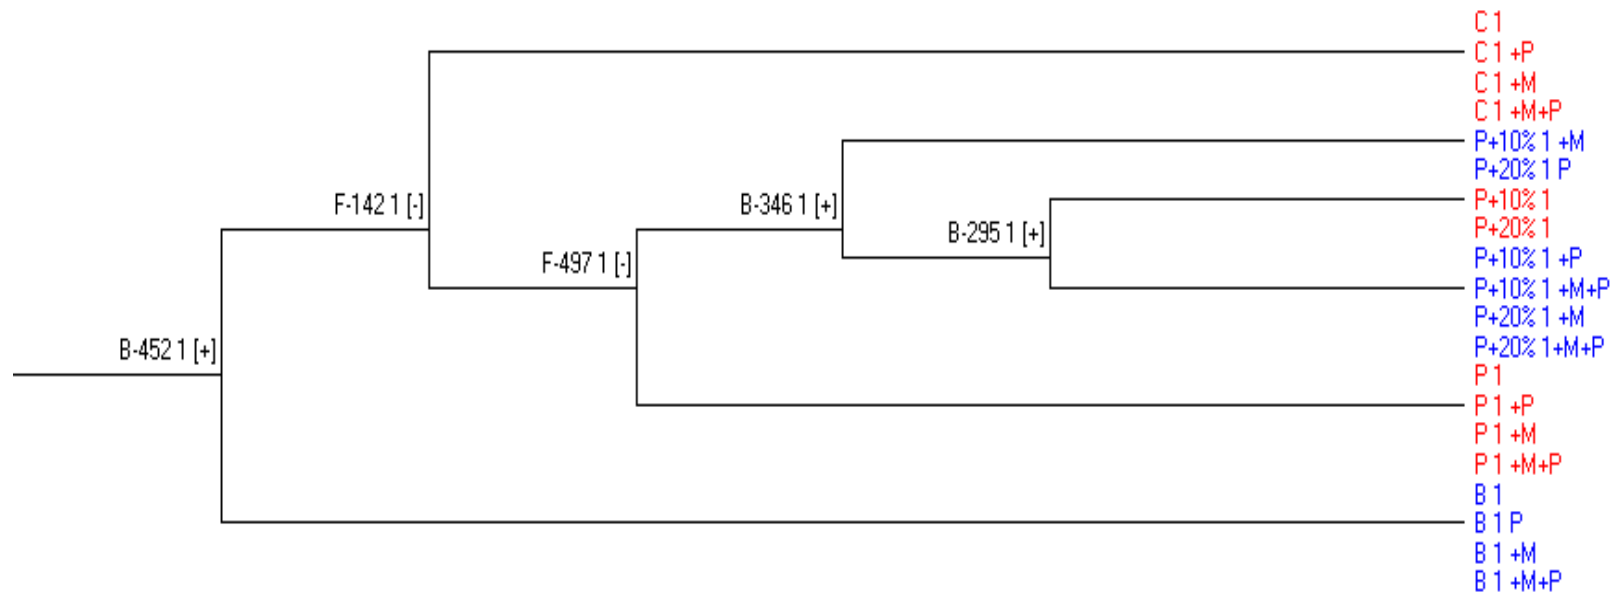 C 1
C 1 +P
C 1 +M
C 1 +M+P
P+10% 1 +M
P+20% 1 P
F-142 1 [-]
B-346 1 [+]
P+10% 1
P+20% 1
B-295 1 [+]
F-497 1 [-]
P+10% 1 +P
P+10% 1 +M+P
P+20% 1 +M
B-452 1 [+]
P+20% 1+M+P
P 1
P 1 +P
P 1 +M
P 1 +M+P
B 1
B 1 P
B 1 +M
B 1 +M+P